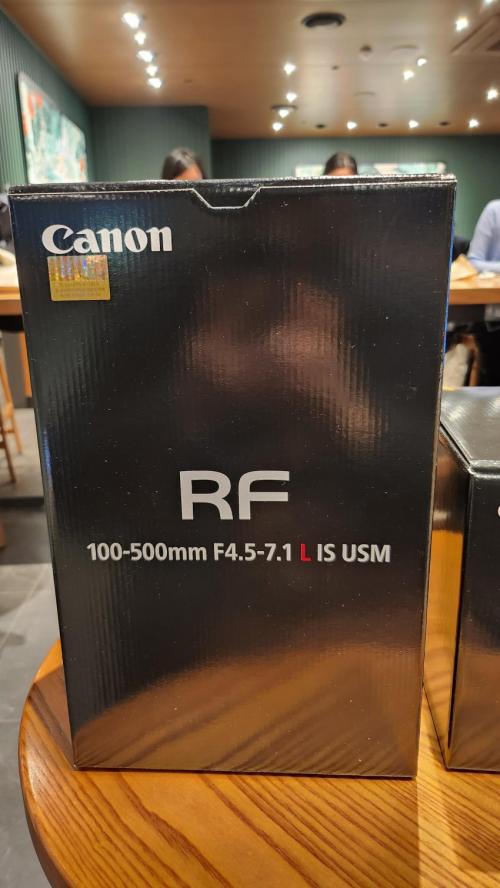 Canon
RF
100-500mm F4.5-7.1 L IS USM